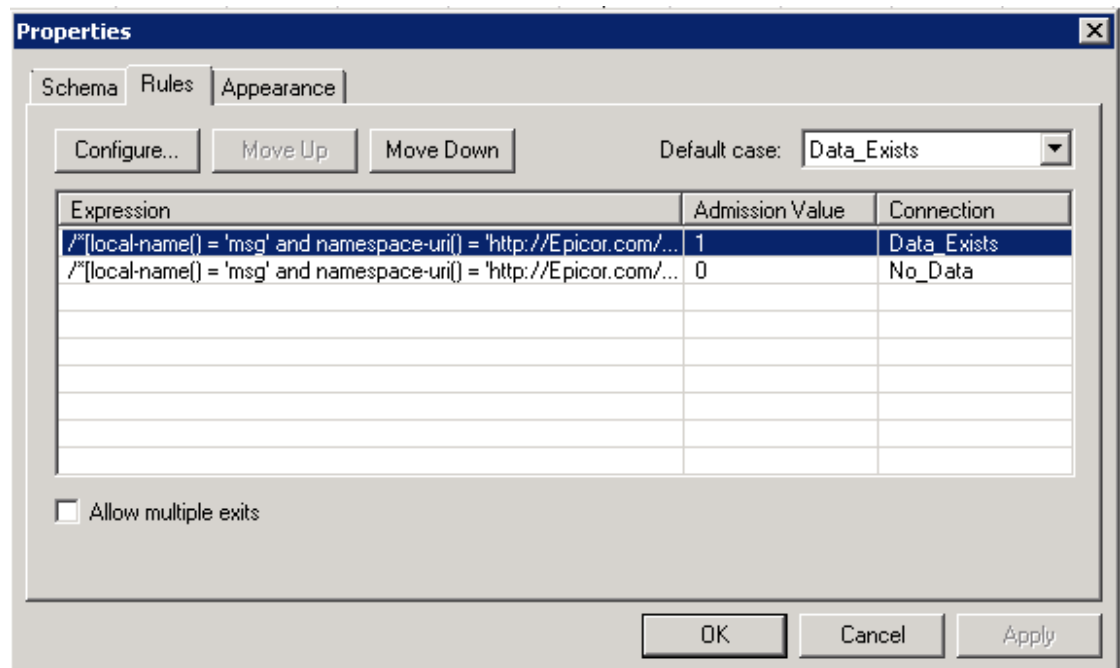 Properties
Schema Rules Appearance
Configure... Move Up Move Down Default case: Data_Exists
Expression Admission Value Connection
/*[local-name() = 'msg' and namespace-uri() = 'http://Epicor.com/... 1 Data_Exists
/*[local-name() = 'msg' and namespace-uri() = 'http://Epicor.com/... 0 No_Data
Allow multiple exits
OK Cancel Apply